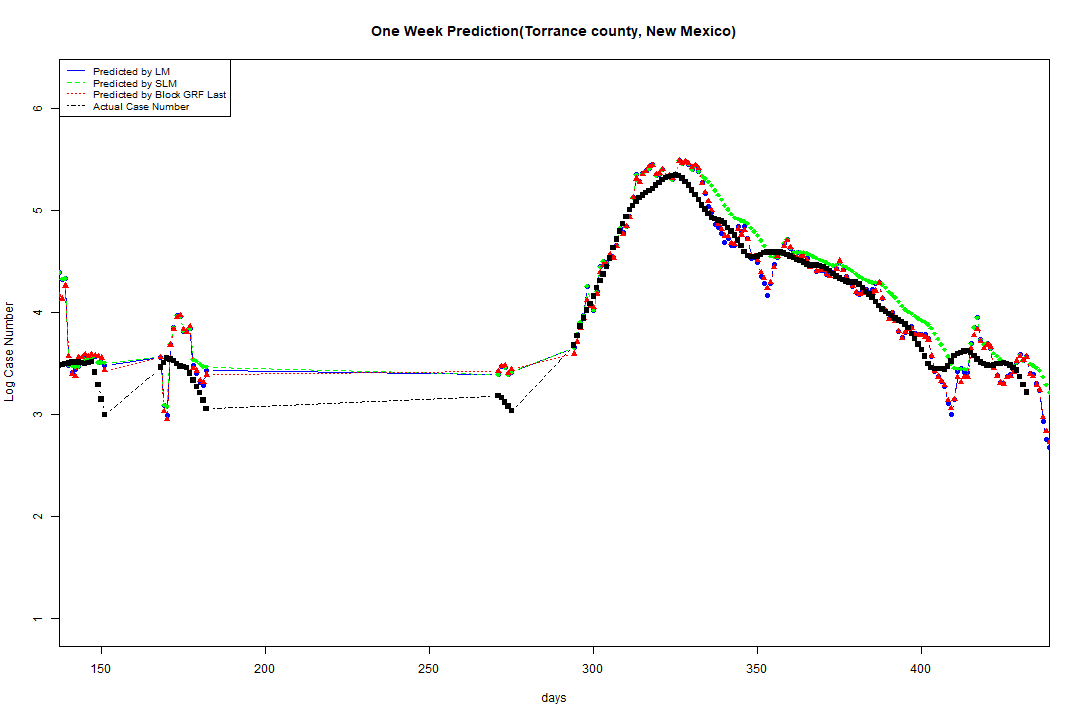 One Week Prediction(Torrance county, New Mexico)
Predicted by LM
Predicted by SLM
Predicted by Block GRF Last
Actual Case Number
Log Case Number
6
5
4
3
2
1
150 200 250 300 350 400
days